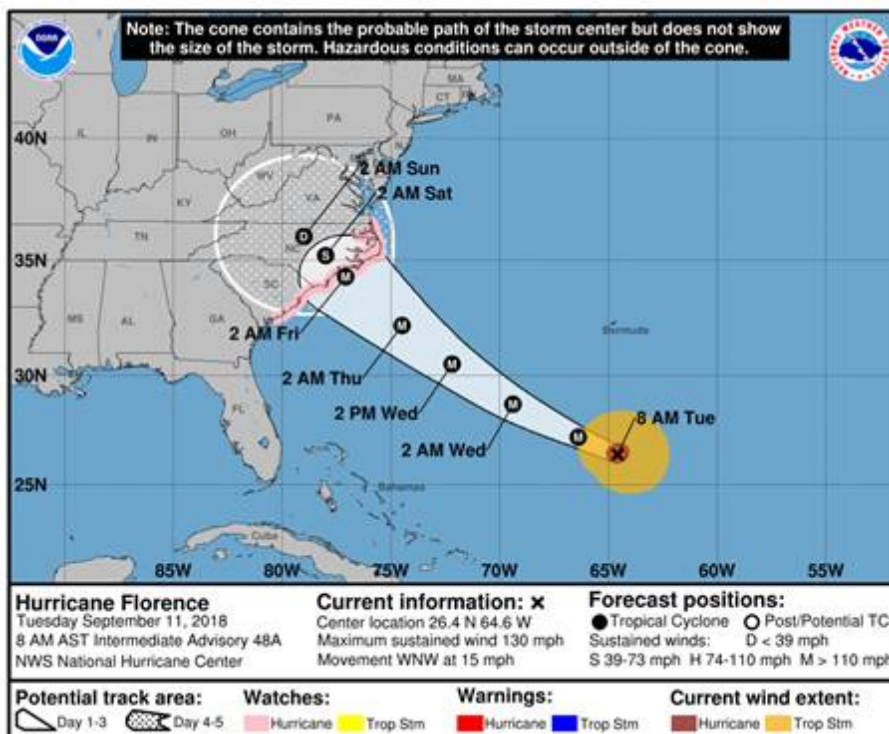 Note: The cone contains the probable path of the storm center but does not show
the size of the storm. Hazardous conditions can occur outside of the cone.
NOAA
MA
CT
PA
N
40N
IL
IN
OH
WV
VA
KY
2 AM Sun
2 AM Sat
D
S
TN
NC
35N
M
SC
MS
AL
GA
2 AM Fri
M
Bermuda
2 AM Thu
30N
M
2 PM Wed
FL
M
8 AM Tue
2 AM Wed
M
25N
Bahamas
Cuba
85W 80W 75W 70W 65W 60W 55W
Hurricane Florence
Tuesday September 11, 2018
8 AM AST Intermediate Advisory 48A
NWS National Hurricane Center
Current information: ×
Center location 26.4 N 64.6 W
Maximum sustained wind 130 mph
Movement WNW at 15 mph
Forecast positions:
Tropical Cyclone Post/Potential TC
Sustained winds: D < 39 mph
S 39-73 mph H 74-110 mph M > 110 mph
Potential track area:
Day 1-3 Day 4-5
Watches:
Hurricane Trop Stm
Warnings:
Hurricane Trop Stm
Current wind extent:
Hurricane Trop Stm